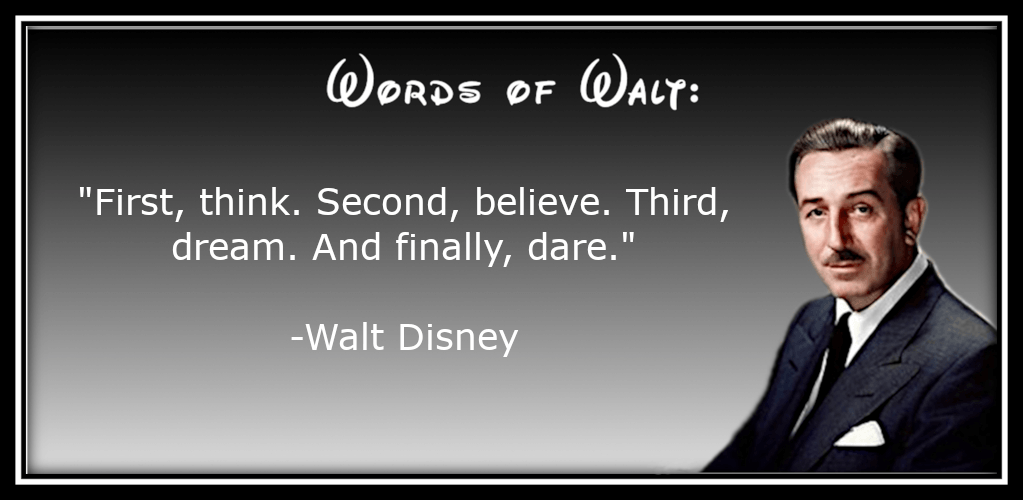 Words of Walt:
"First, think. Second, believe. Third,
dream. And finally, dare."
-Walt Disney